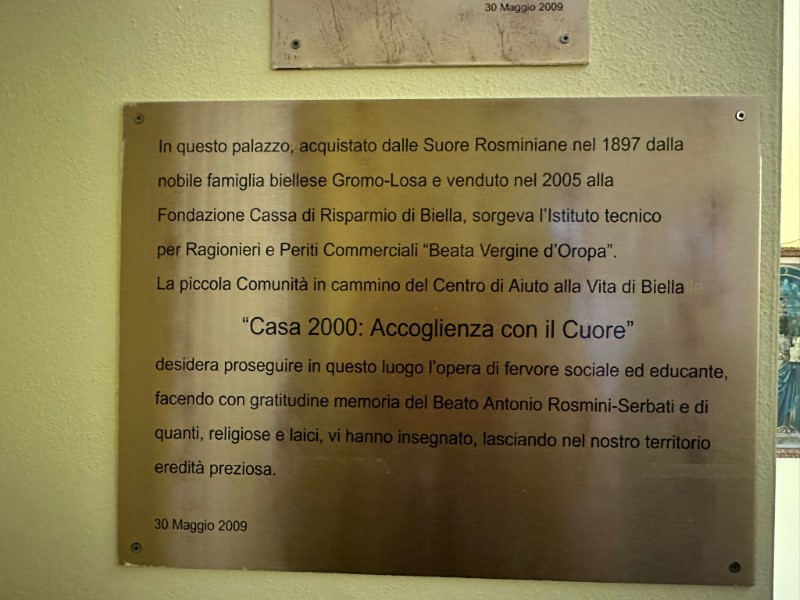 30 Maggio 2009
In questo palazzo, acquistato dalle Suore Rosminiane nel 1897 dalla
nobile famiglia biellese Gromo-Losa e venduto nel 2005 alla
Fondazione Cassa di Risparmio di Biella, sorgeva l'Istituto tecnico
per Ragionieri e Periti Commerciali “Beata Vergine d'Oropa”.
La piccola Comunità in cammino del Centro di Aiuto alla Vita di Biella
“Casa 2000: Accoglienza con il Cuore”
desidera proseguire in questo luogo l'opera di fervore sociale ed educante,
facendo con gratitudine memoria del Beato Antonio Rosmini-Serbati e di
quanti, religiose e laici, vi hanno insegnato, lasciando nel nostro territorio
eredità preziosa.
30 Maggio 2009